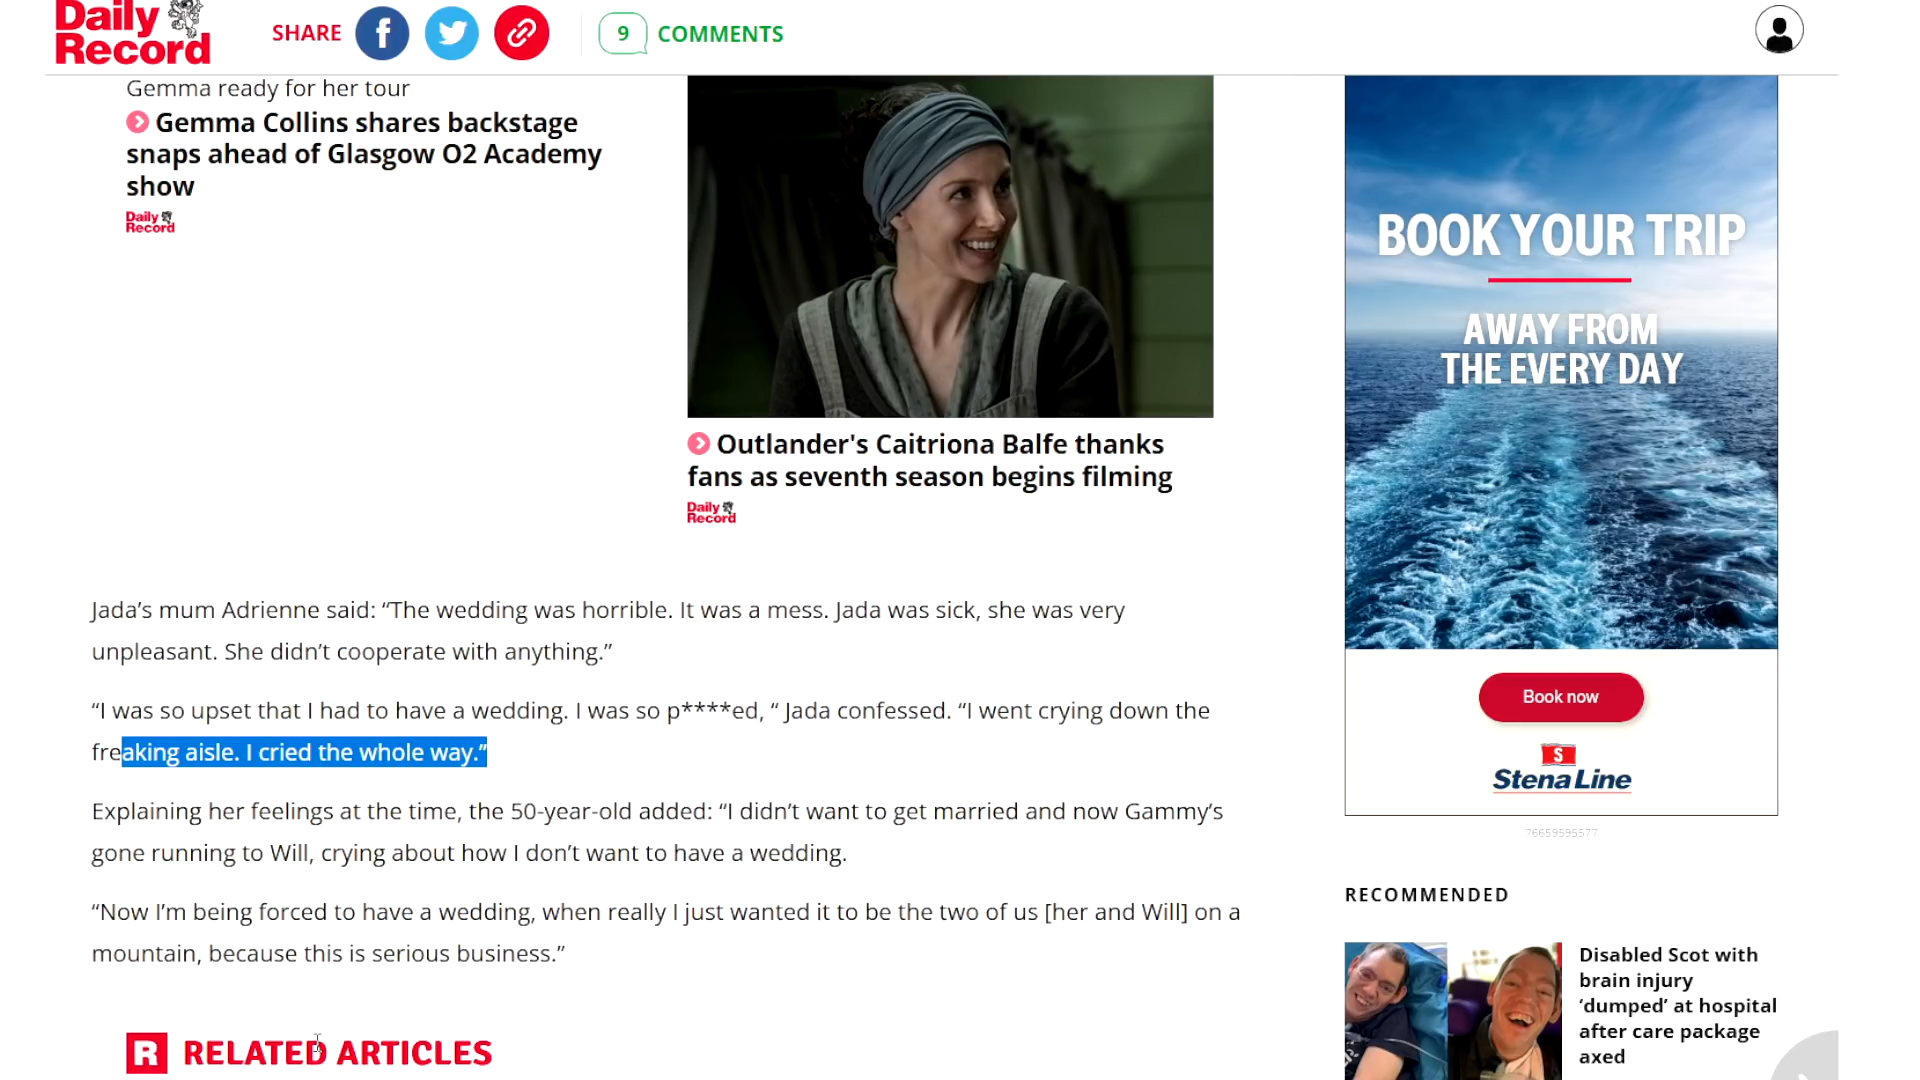 Daily
Record
SHARE
9
COMMENTS
Gemma ready for her tour
Gemma Collins shares backstage
snaps ahead of Glasgow O2 Academy
show
Daily
Record
Outlander's Caitriona Balfe thanks
fans as seventh season begins filming
Daily
Record
Jada’s mum Adrienne said: “The wedding was horrible. It was a mess. Jada was sick, she was very
unpleasant. She didn’t cooperate with anything.”
“I was so upset that I had to have a wedding. I was so p****ed, “ Jada confessed. “I went crying down the
freaking aisle. I cried the whole way.”
Explaining her feelings at the time, the 50-year-old added: “I didn’t want to get married and now Gammy’s
gone running to Will, crying about how I don’t want to have a wedding.
“Now I’m being forced to have a wedding, when really I just wanted it to be the two of us [her and Will] on a
mountain, because this is serious business.”
R RELATED ARTICLES
BOOK YOUR TRIP
AWAY FROM
THE EVERY DAY
Book now
S
Stena Line
76659595577
RECOMMENDED
Disabled Scot with
brain injury
‘dumped’ at hospital
after care package
axed